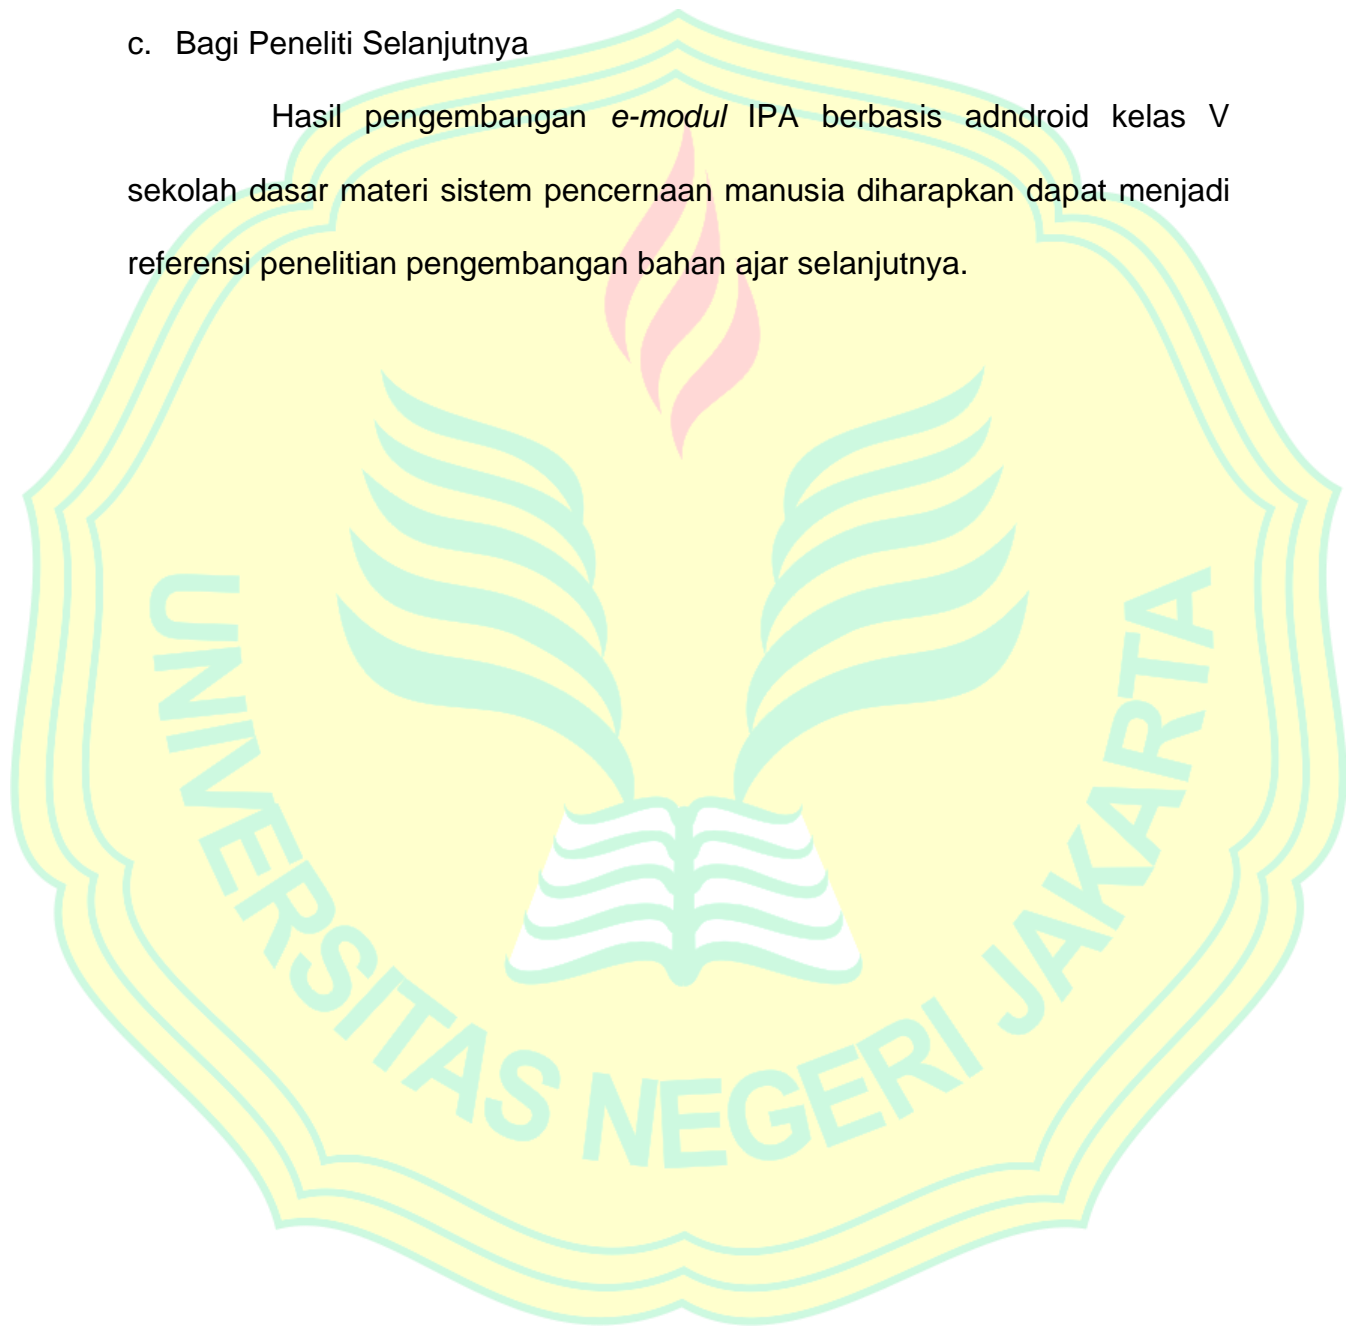 c. Bagi Peneliti Selanjutnya
Hasil pengembangan e-modul IPA berbasis adndroid kelas V
sekolah dasar materi sistem pencernaan manusia diharapkan dapat menjadi
referensi penelitian pengembangan bahan ajar selanjutnya.
UNIVERSITAS NEGERI JAKARTA